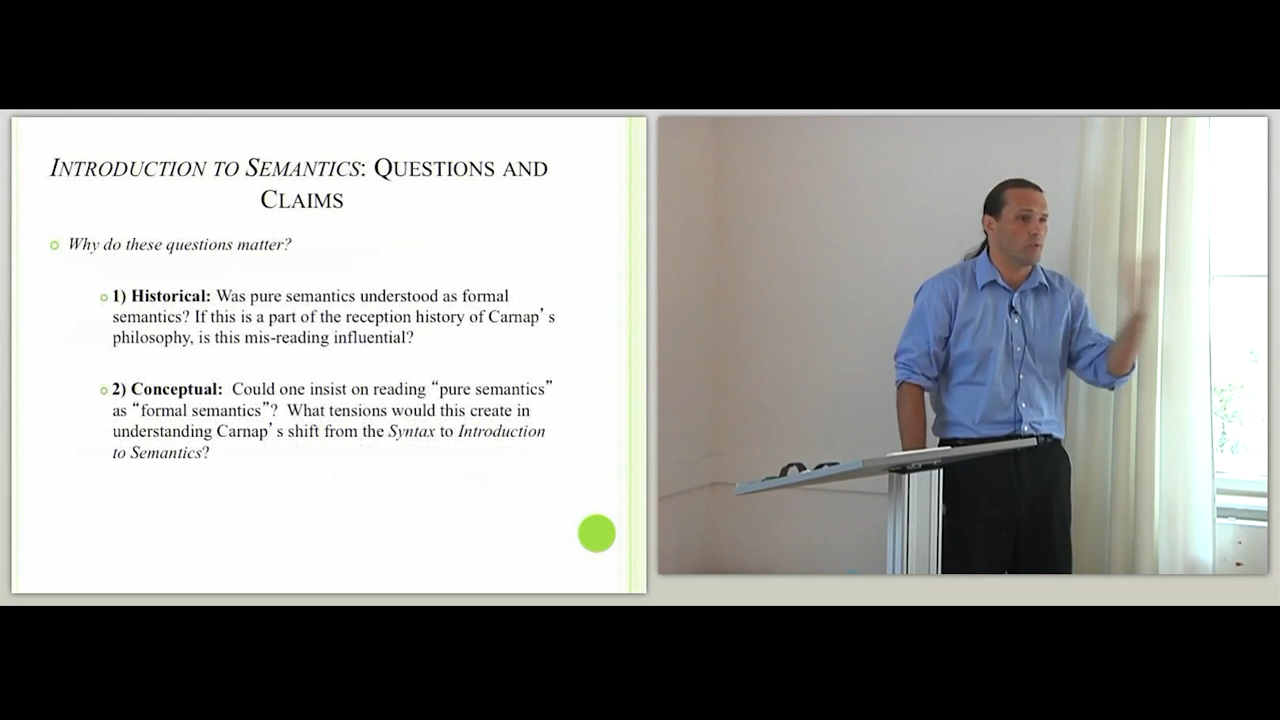 INTRODUCTION TO SEMANTICS: QUESTIONS AND
CLAIMS
Why do these questions matter?
1) Historical: Was pure semantics understood as formal
semantics? If this is a part of the reception history of Carnap’s
philosophy, is this mis-reading influential?
2) Conceptual: Could one insist on reading “pure semantics”
as “formal semantics”? What tensions would this create in
understanding Carnap’s shift from the Syntax to Introduction
to Semantics?